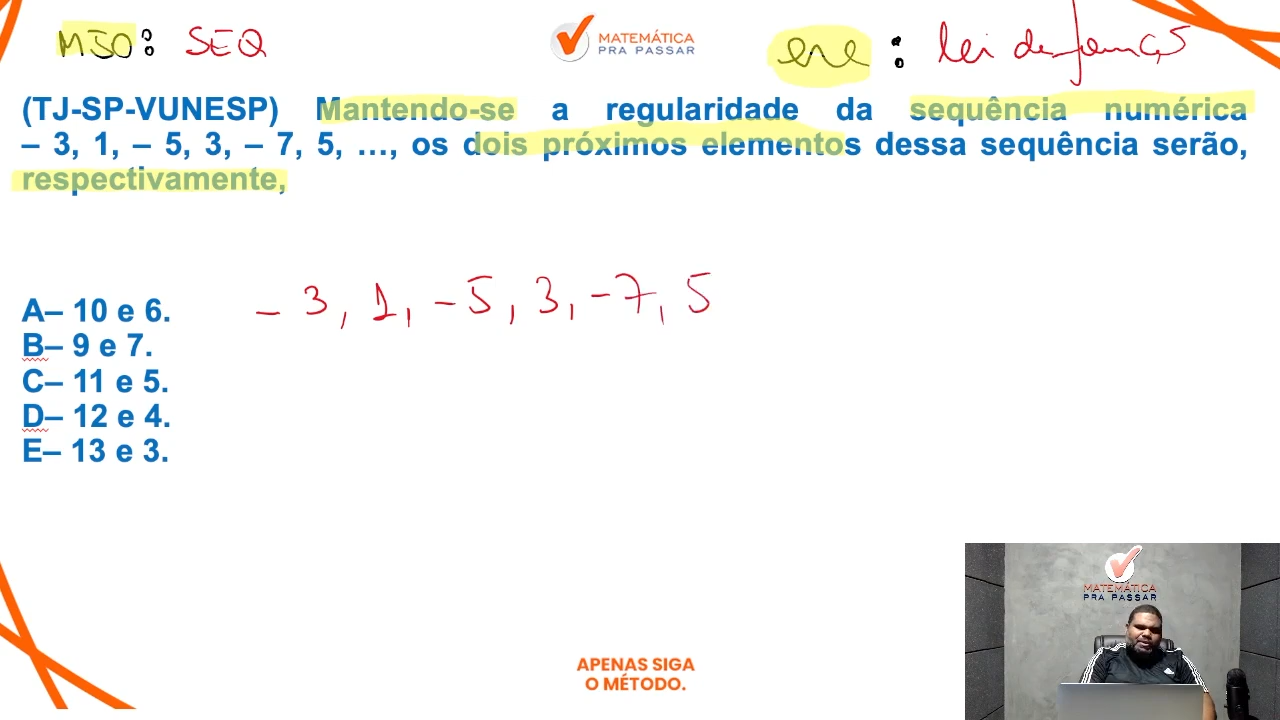 MJO: SEQ
MATEMÁTICA
PRA PASSAR
: lei de
(TJ-SP-VUNESP) Mantendo-se a regularidade da sequência numérica
– 3, 1, – 5, 3, – 7, 5, ..., os dois próximos elementos dessa sequência serão,
respectivamente,
– 3, 1, – 5, 3, – 7, 5
A– 10 e 6.
B– 9 e 7.
C– 11 e 5.
D– 12 e 4.
E– 13 e 3.
MATEMÁTICA
PRA PASSAR
APENAS SIGA
O MÉTODO.